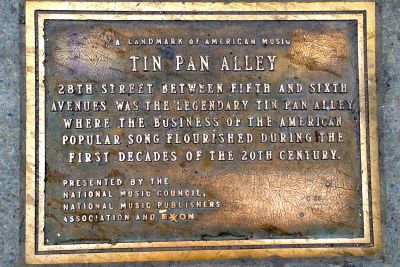 A LANDMARK OF AMERICAN MUSIC
TIN PAN ALLEY
28TH STREET BETWEEN FIFTH AND SIXTH
AVENUES WAS THE LEGENDARY TIN PAN ALLEY
WHERE THE BUSINESS OF THE AMERICAN
POPULAR SONG FLOURISHED DURING THE
FIRST DECADES OF THE 20TH CENTURY.
PRESENTED BY THE
NATIONAL MUSIC COUNCIL,
NATIONAL MUSIC PUBLISHERS
ASSOCIATION AND EXXON